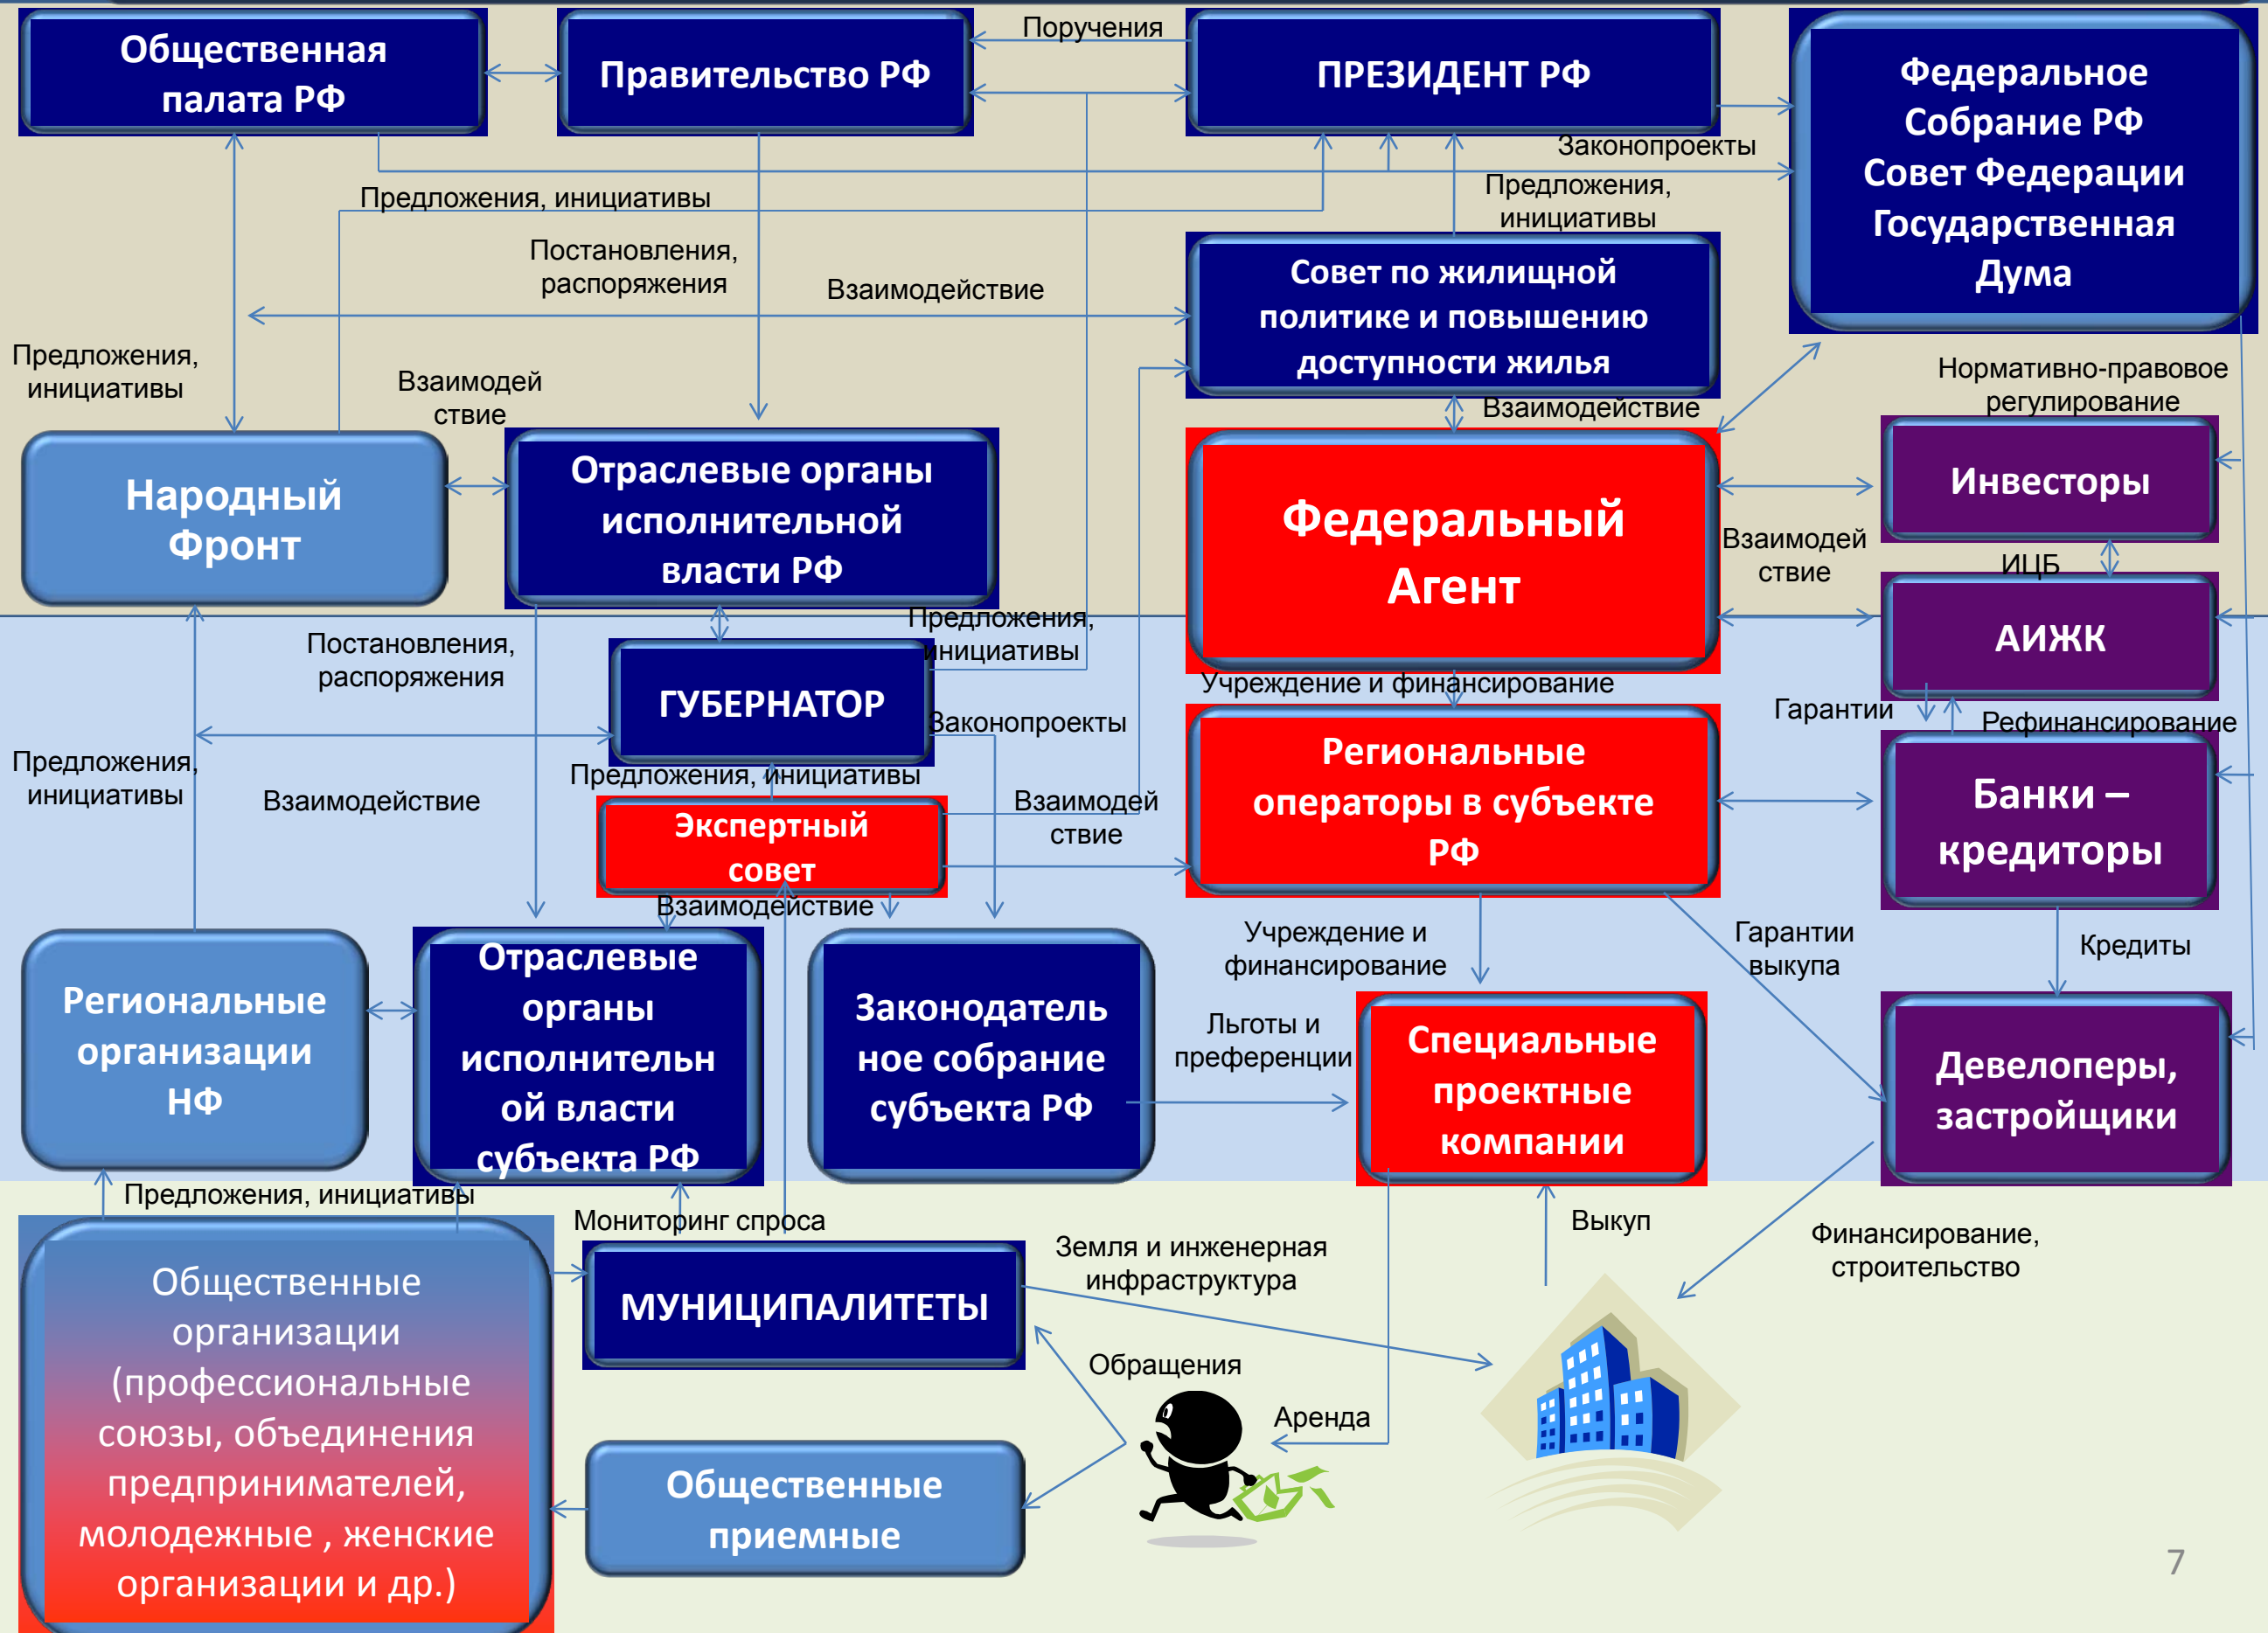 Общественная
палата РФ
Правительство РФ
Поручения
ПРЕЗИДЕНТ РФ
Федеральное
Собрание РФ
Совет Федерации
Государственная
Дума
Законопроекты
Предложения, инициативы
Предложения,
инициативы
Постановления,
распоряжения
Взаимодействие
Совет по жилищной
политике и повышению
доступности жилья
Предложения,
инициативы
Взаимодей
ствие
Взаимодействие
Нормативно-правовое
регулирование
Народный
Фронт
Отраслевые органы
исполнительной
власти РФ
Федеральный
Агент
Инвесторы
Взаимодей
ствие
ИЦБ
АИЖК
Предложения,
инициативы
Постановления,
распоряжения
ГУБЕРНАТОР
Учреждение и финансирование
Гарантии
Рефинансирование
Законопроекты
Региональные
операторы в субъекте
РФ
Банки –
кредиторы
Предложения,
инициативы
Взаимодействие
Предложения, инициативы
Экспертный
совет
Взаимодей
ствие
Взаимодействие
Учреждение и
финансирование
Гарантии
выкупа
Кредиты
Региональные
организации
НФ
Отраслевые
органы
исполнительн
ой власти
субъекта РФ
Законодатель
ное собрание
субъекта РФ
Льготы и
преференции
Специальные
проектные
компании
Девелоперы,
застройщики
Предложения, инициативы
Мониторинг спроса
Выкуп
Земля и инженерная
инфраструктура
Финансирование,
строительство
Общественные
организации
(профессиональные
союзы, объединения
предпринимателей,
молодежные , женские
организации и др.)
МУНИЦИПАЛИТЕТЫ
Обращения
Аренда
Общественные
приемные
7